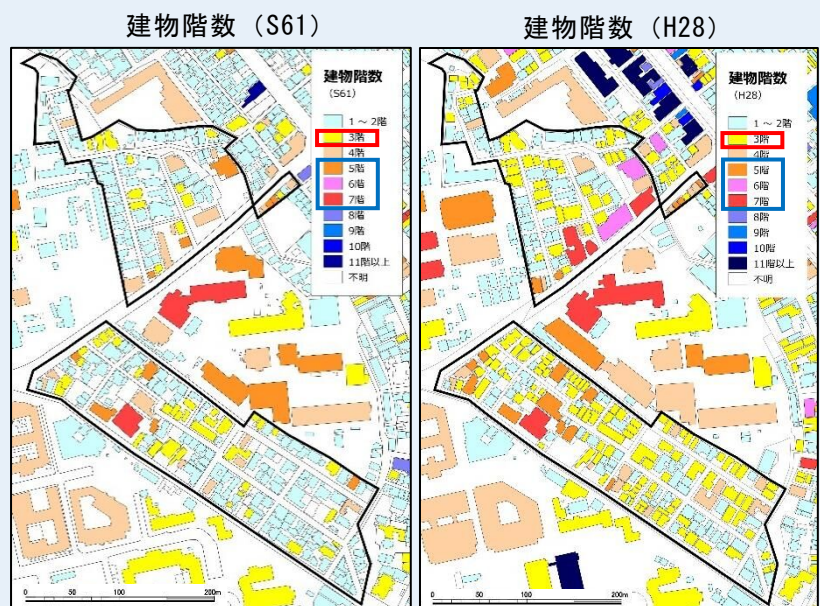 建物階数（S61）
建物階数
（S61）
1～2階
3階
4階
5階
6階
7階
8階
9階
10階
11階以上
不明
0 50 100 200m
建物階数（H28）
建物階数
（H28）
1～2階
3階
4階
5階
6階
7階
8階
9階
10階
11階以上
不明
0 50 100 200m